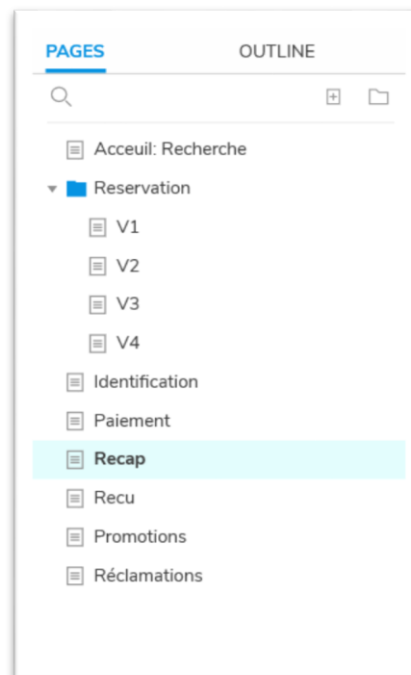 PAGES OUTLINE
Acceuil: Recherche
Reservation
V1
V2
V3
V4
Identification
Paiement
Recap
Recu
Promotions
Réclamations